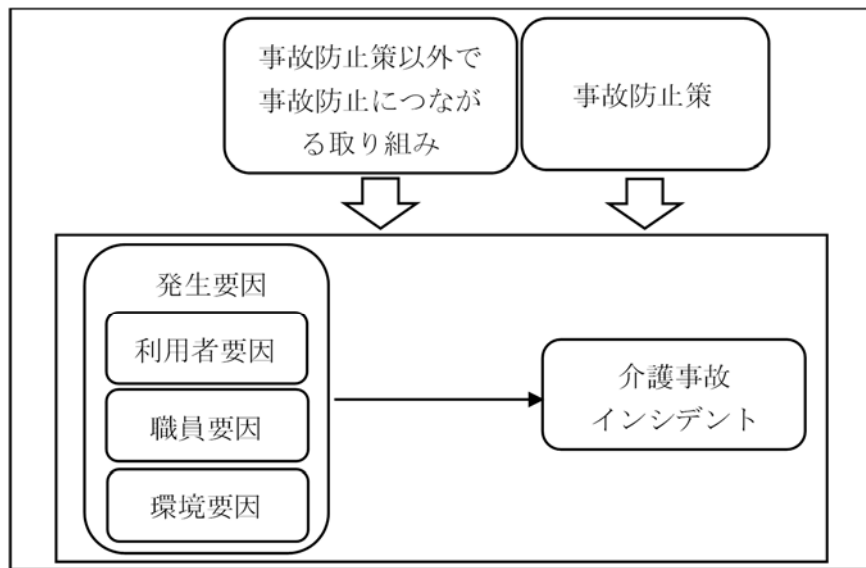 事故防止策以外で
事故防止につなが
る取り組み
事故防止策
発生要因
利用者要因
職員要因
環境要因
介護事故
インシデント